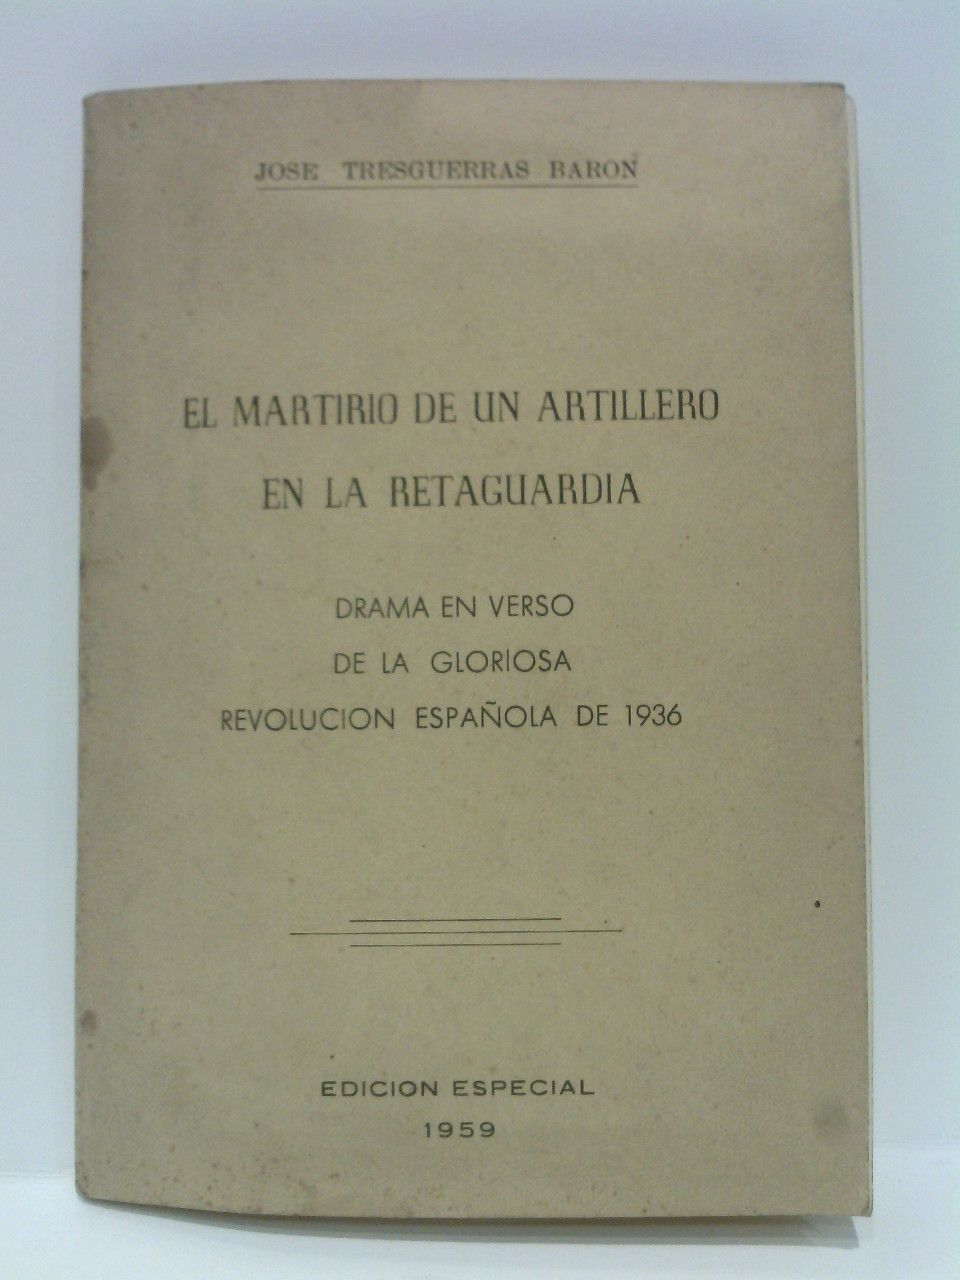 JOSE TRESGUERRAS BARON
EL MARTIRIO DE UN ARTILLERO
EN LA RETAGUARDIA
DRAMA EN VERSO
DE LA GLORIOSA
REVOLUCION ESPAÑOLA DE 1936
EDICION ESPECIAL
1959